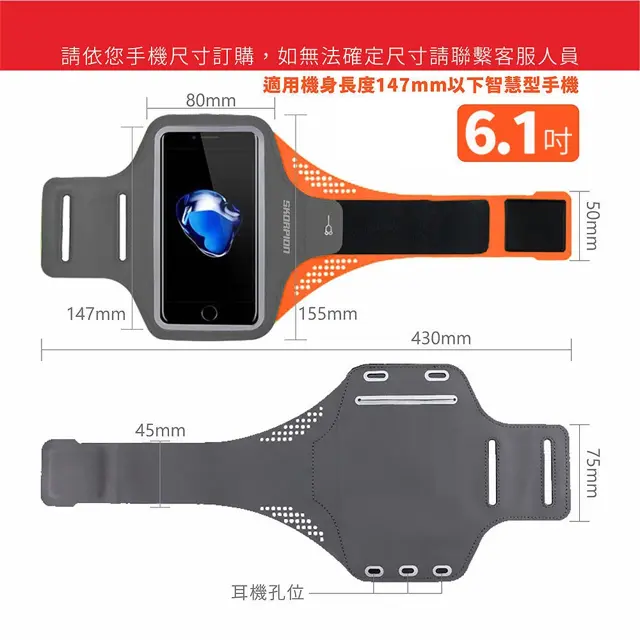 請依您手機尺寸訂購，如無法確定尺寸請聯繫客服人員
適用機身長度147mm以下智慧型手機
6.1吋
80mm
SKORPION
50mm
147mm
155mm
430mm
45mm
75mm
耳機孔位